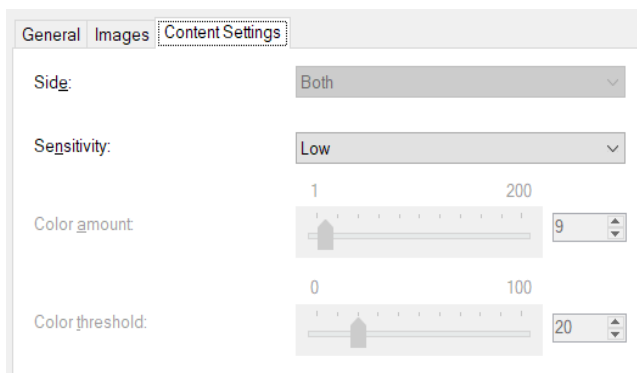 General Images Content Settings
Side: Both
Sensitivity: Low
1 200
Color amount: 9
0 100
Color threshold: 20